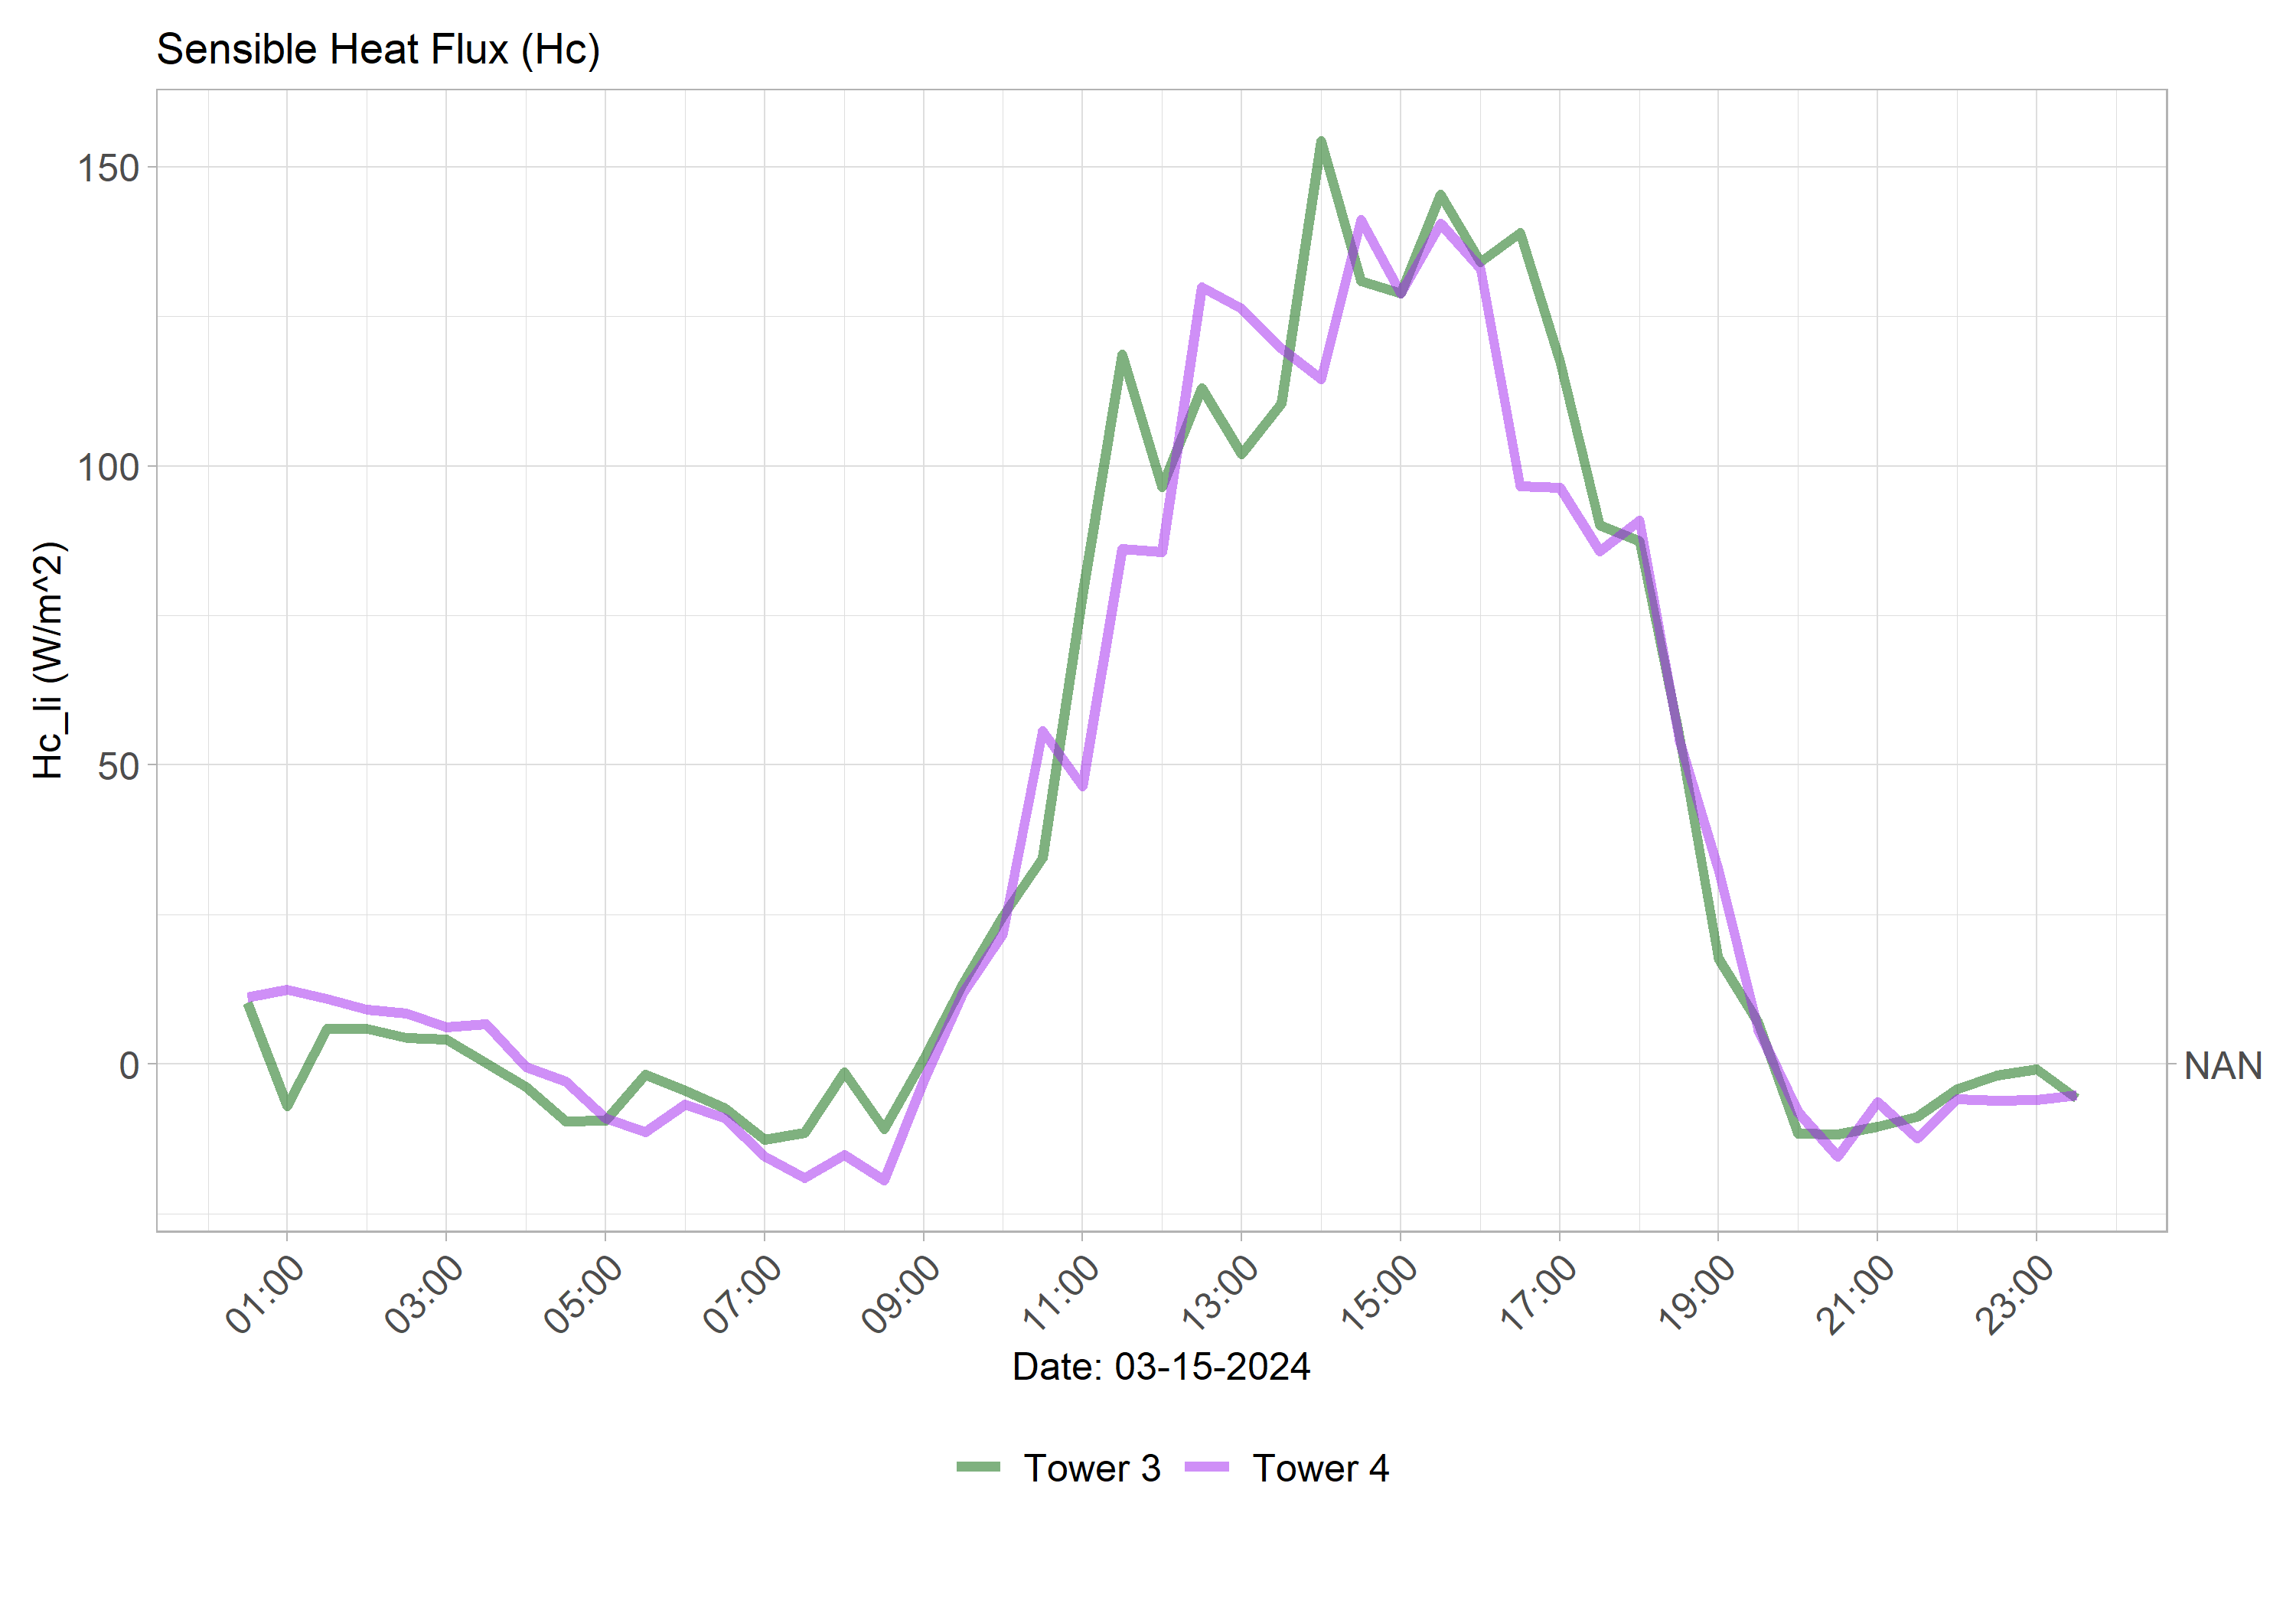 Sensible Heat Flux (Hc)
Hc_li (W/m^2)
150
100
50
0
NAN
01:00 03:00 05:00 07:00 09:00 11:00 13:00 15:00 17:00 19:00 21:00 23:00
Date: 03-15-2024
Tower 3 Tower 4